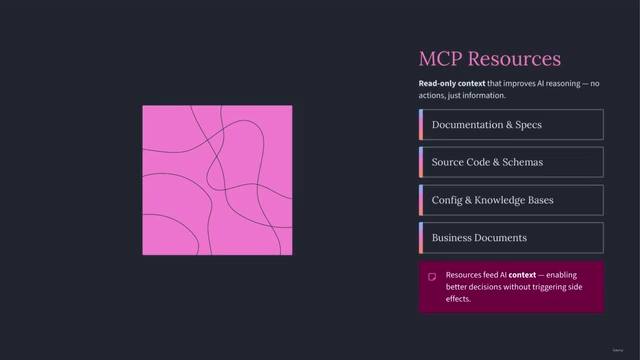 MCP Resources
Read-only context that improves AI reasoning — no
actions, just information.
Documentation & Specs
Source Code & Schemas
Config & Knowledge Bases
Business Documents
Resources feed AI context — enabling
better decisions without triggering side
effects.